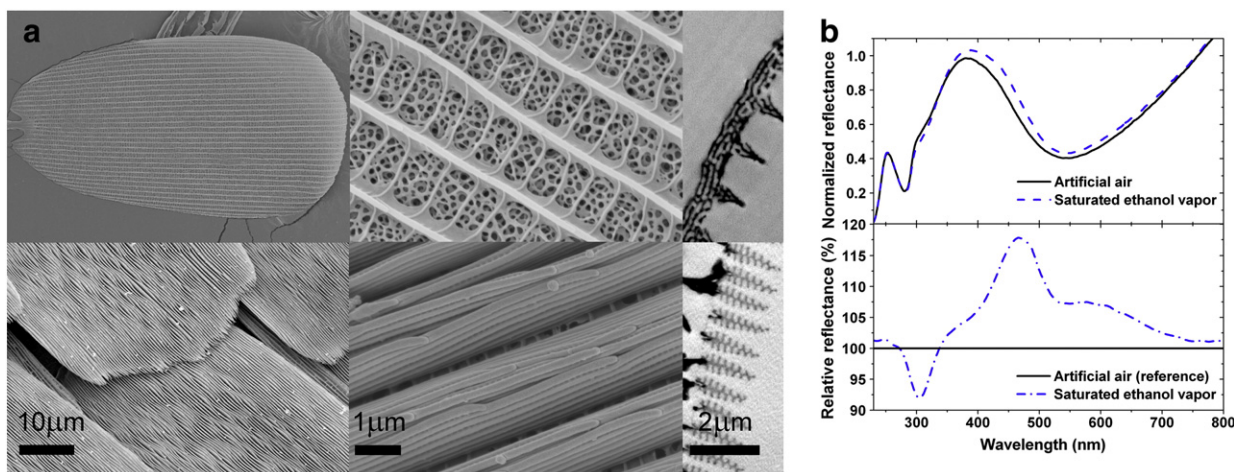 a
10μm
1μm
2μm
b
Normalized reflectance
1.0
0.8
0.6
0.4
0.2
Artificial air
Saturated ethanol vapor
Relative reflectance (%)
120
115
110
105
100
95
90
Artificial air (reference)
Saturated ethanol vapor
300 400 500 600 700 800
Wavelength (nm)